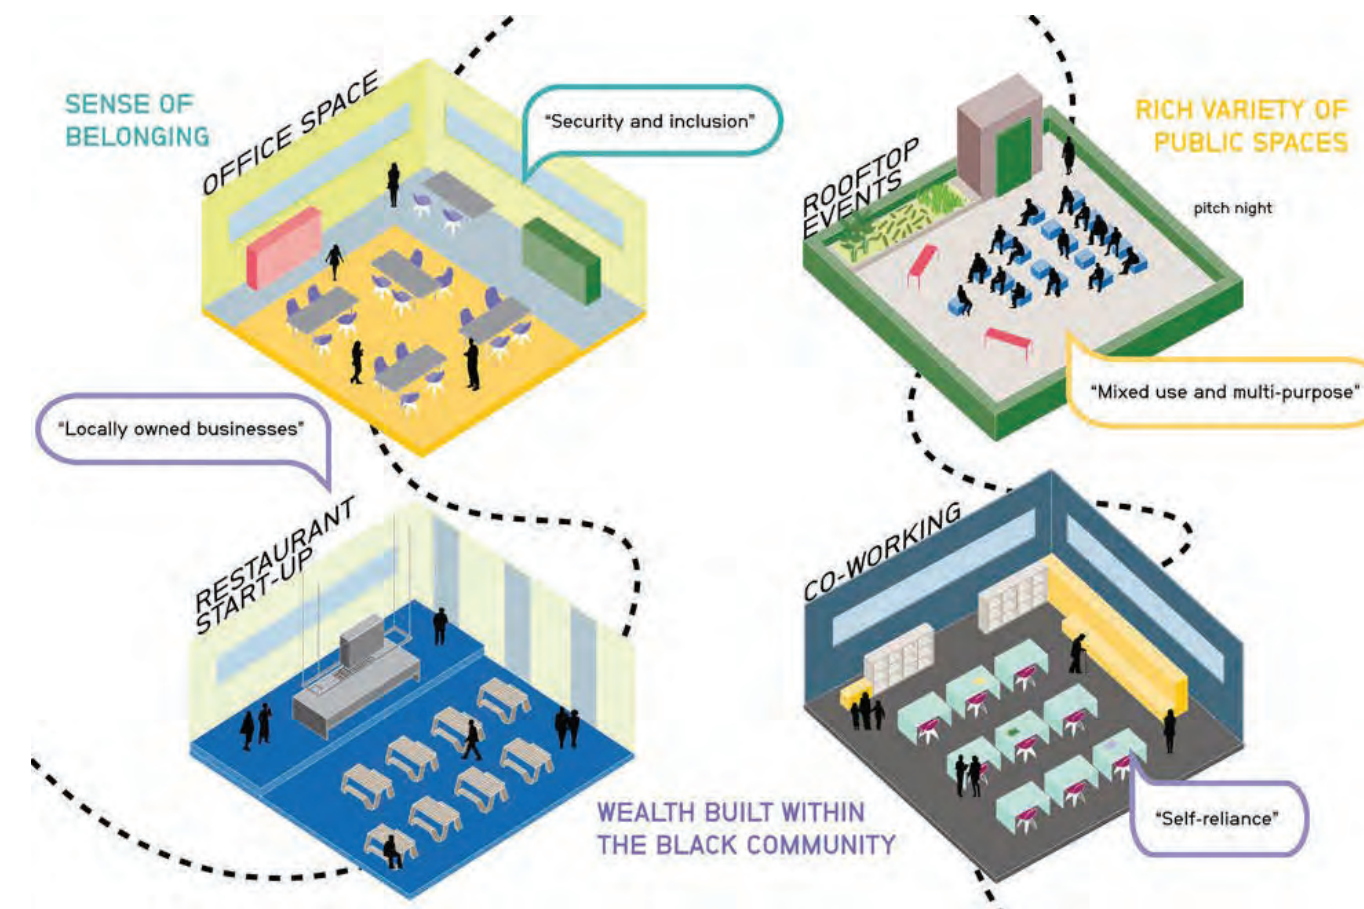 SENSE OF
BELONGING
OFFICE SPACE
"Security and inclusion"
ROOFTOP
EVENTS
RICH VARIETY OF
PUBLIC SPACES
pitch night
"Mixed use and multi-purpose"
"Locally owned businesses"
RESTAURANT
START-UP
CO-WORKING
WEALTH BUILT WITHIN
THE BLACK COMMUNITY
"Self-reliance"